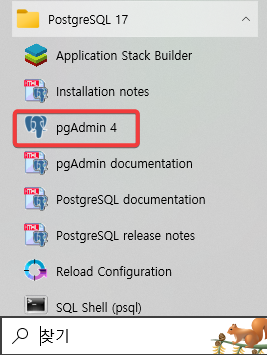 PostgreSQL 17
Application Stack Builder
Installation notes
pgAdmin 4
pgAdmin documentation
PostgreSQL documentation
PostgreSQL release notes
Reload Configuration
SQL Shell (psql)
찾기